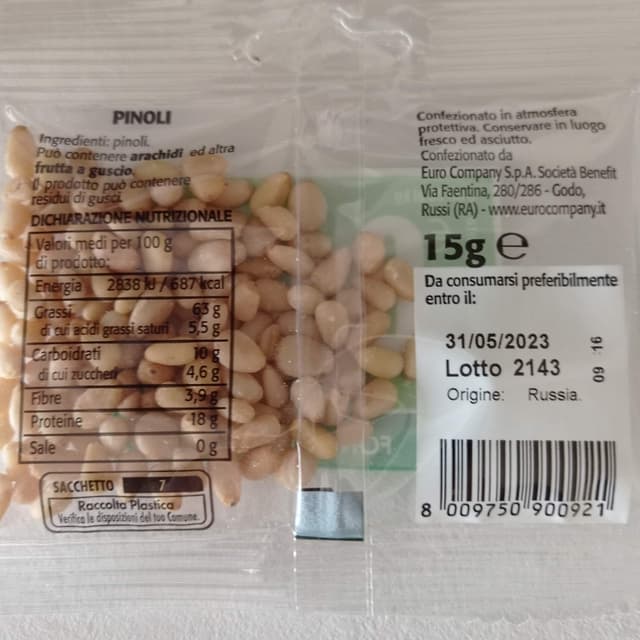 PINOLI
Ingredienti: pinoli.
Può contenere arachidi ed altra
frutta a guscio.
Il prodotto può contenere
residui di gusci.
DICHIARAZIONE NUTRIZIONALE
Valori medi per 100 g
di prodotto:
Energia 2838 kJ / 687 kcal
Grassi 63 g
di cui acidi grassi saturi 5,5 g
Carboidrati 10 g
di cui zuccheri 4,6 g
Fibre 3,9 g
Proteine 18 g
Sale 0 g
SACCHETTO 7
Raccolta Plastica
Verifica le disposizioni del tuo Comune.
Confezionato in atmosfera
protettiva. Conservare in luogo
fresco ed asciutto.
Confezionato da
Euro Company S.p.A. Società Benefit
Via Faentina, 280/286 - Godo,
Russi (RA) - www.eurocompany.it
15g e
Da consumarsi preferibilmente
entro il:
31/05/2023
Lotto 2143
09 :16
Origine: Russia.
8 009750 900921